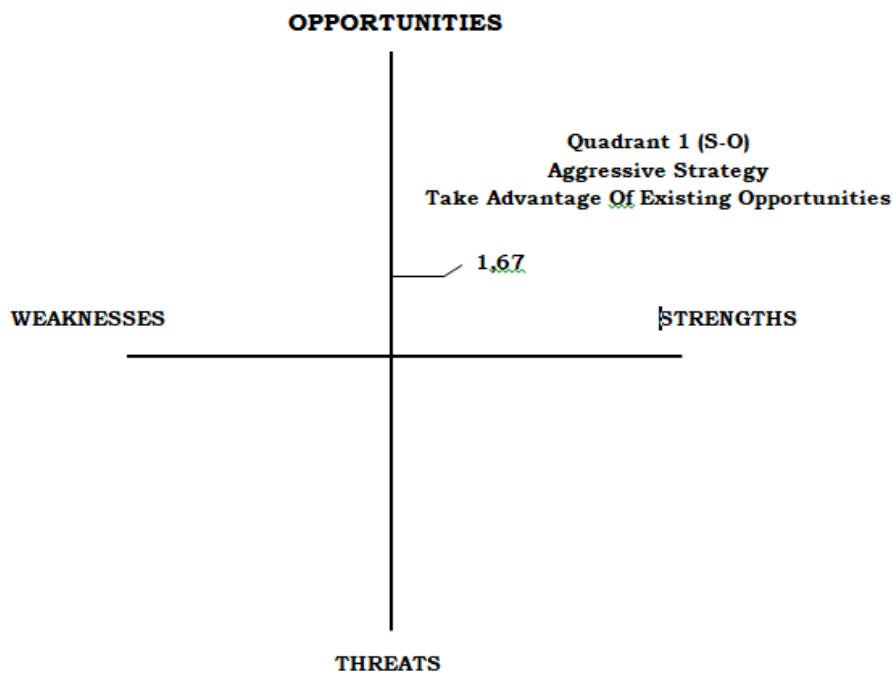 OPPORTUNITIES
Quadrant 1 (S-O)
Aggressive Strategy
Take Advantage Of Existing Opportunities
1,67
WEAKNESSES
STRENGTHS
THREATS